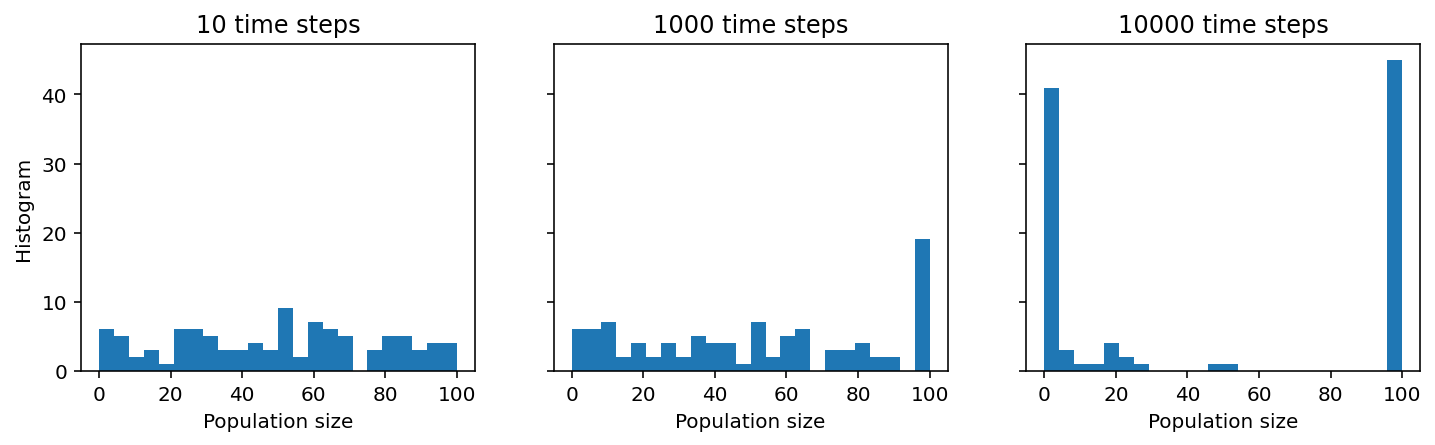 10 time steps
1000 time steps
10000 time steps
Histogram
40
30
20
10
0
0 20 40 60 80 100
0 20 40 60 80 100
0 20 40 60 80 100
Population size
Population size
Population size